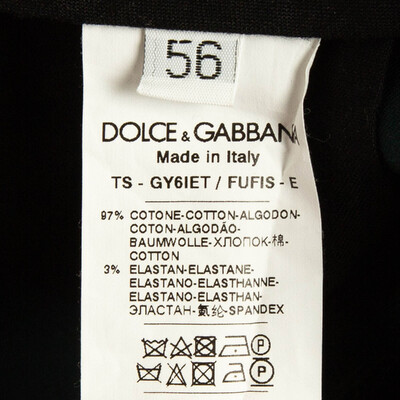 56
DOLCE & GABBANA
Made in Italy
TS - GY6IET / FUFIS - E
97% COTONE-COTTON-ALGODON-
COTON-ALGODÃO-
BAUMWOLLE-ХЛОПОК-棉-
COTTON
3% ELASTAN-ELASTANE-
ELASTANO-ELASTHANNE-
ELASTANO-ELASTHAN-
ЭЛАСТАН-氨纶-SPANDEX
P
P